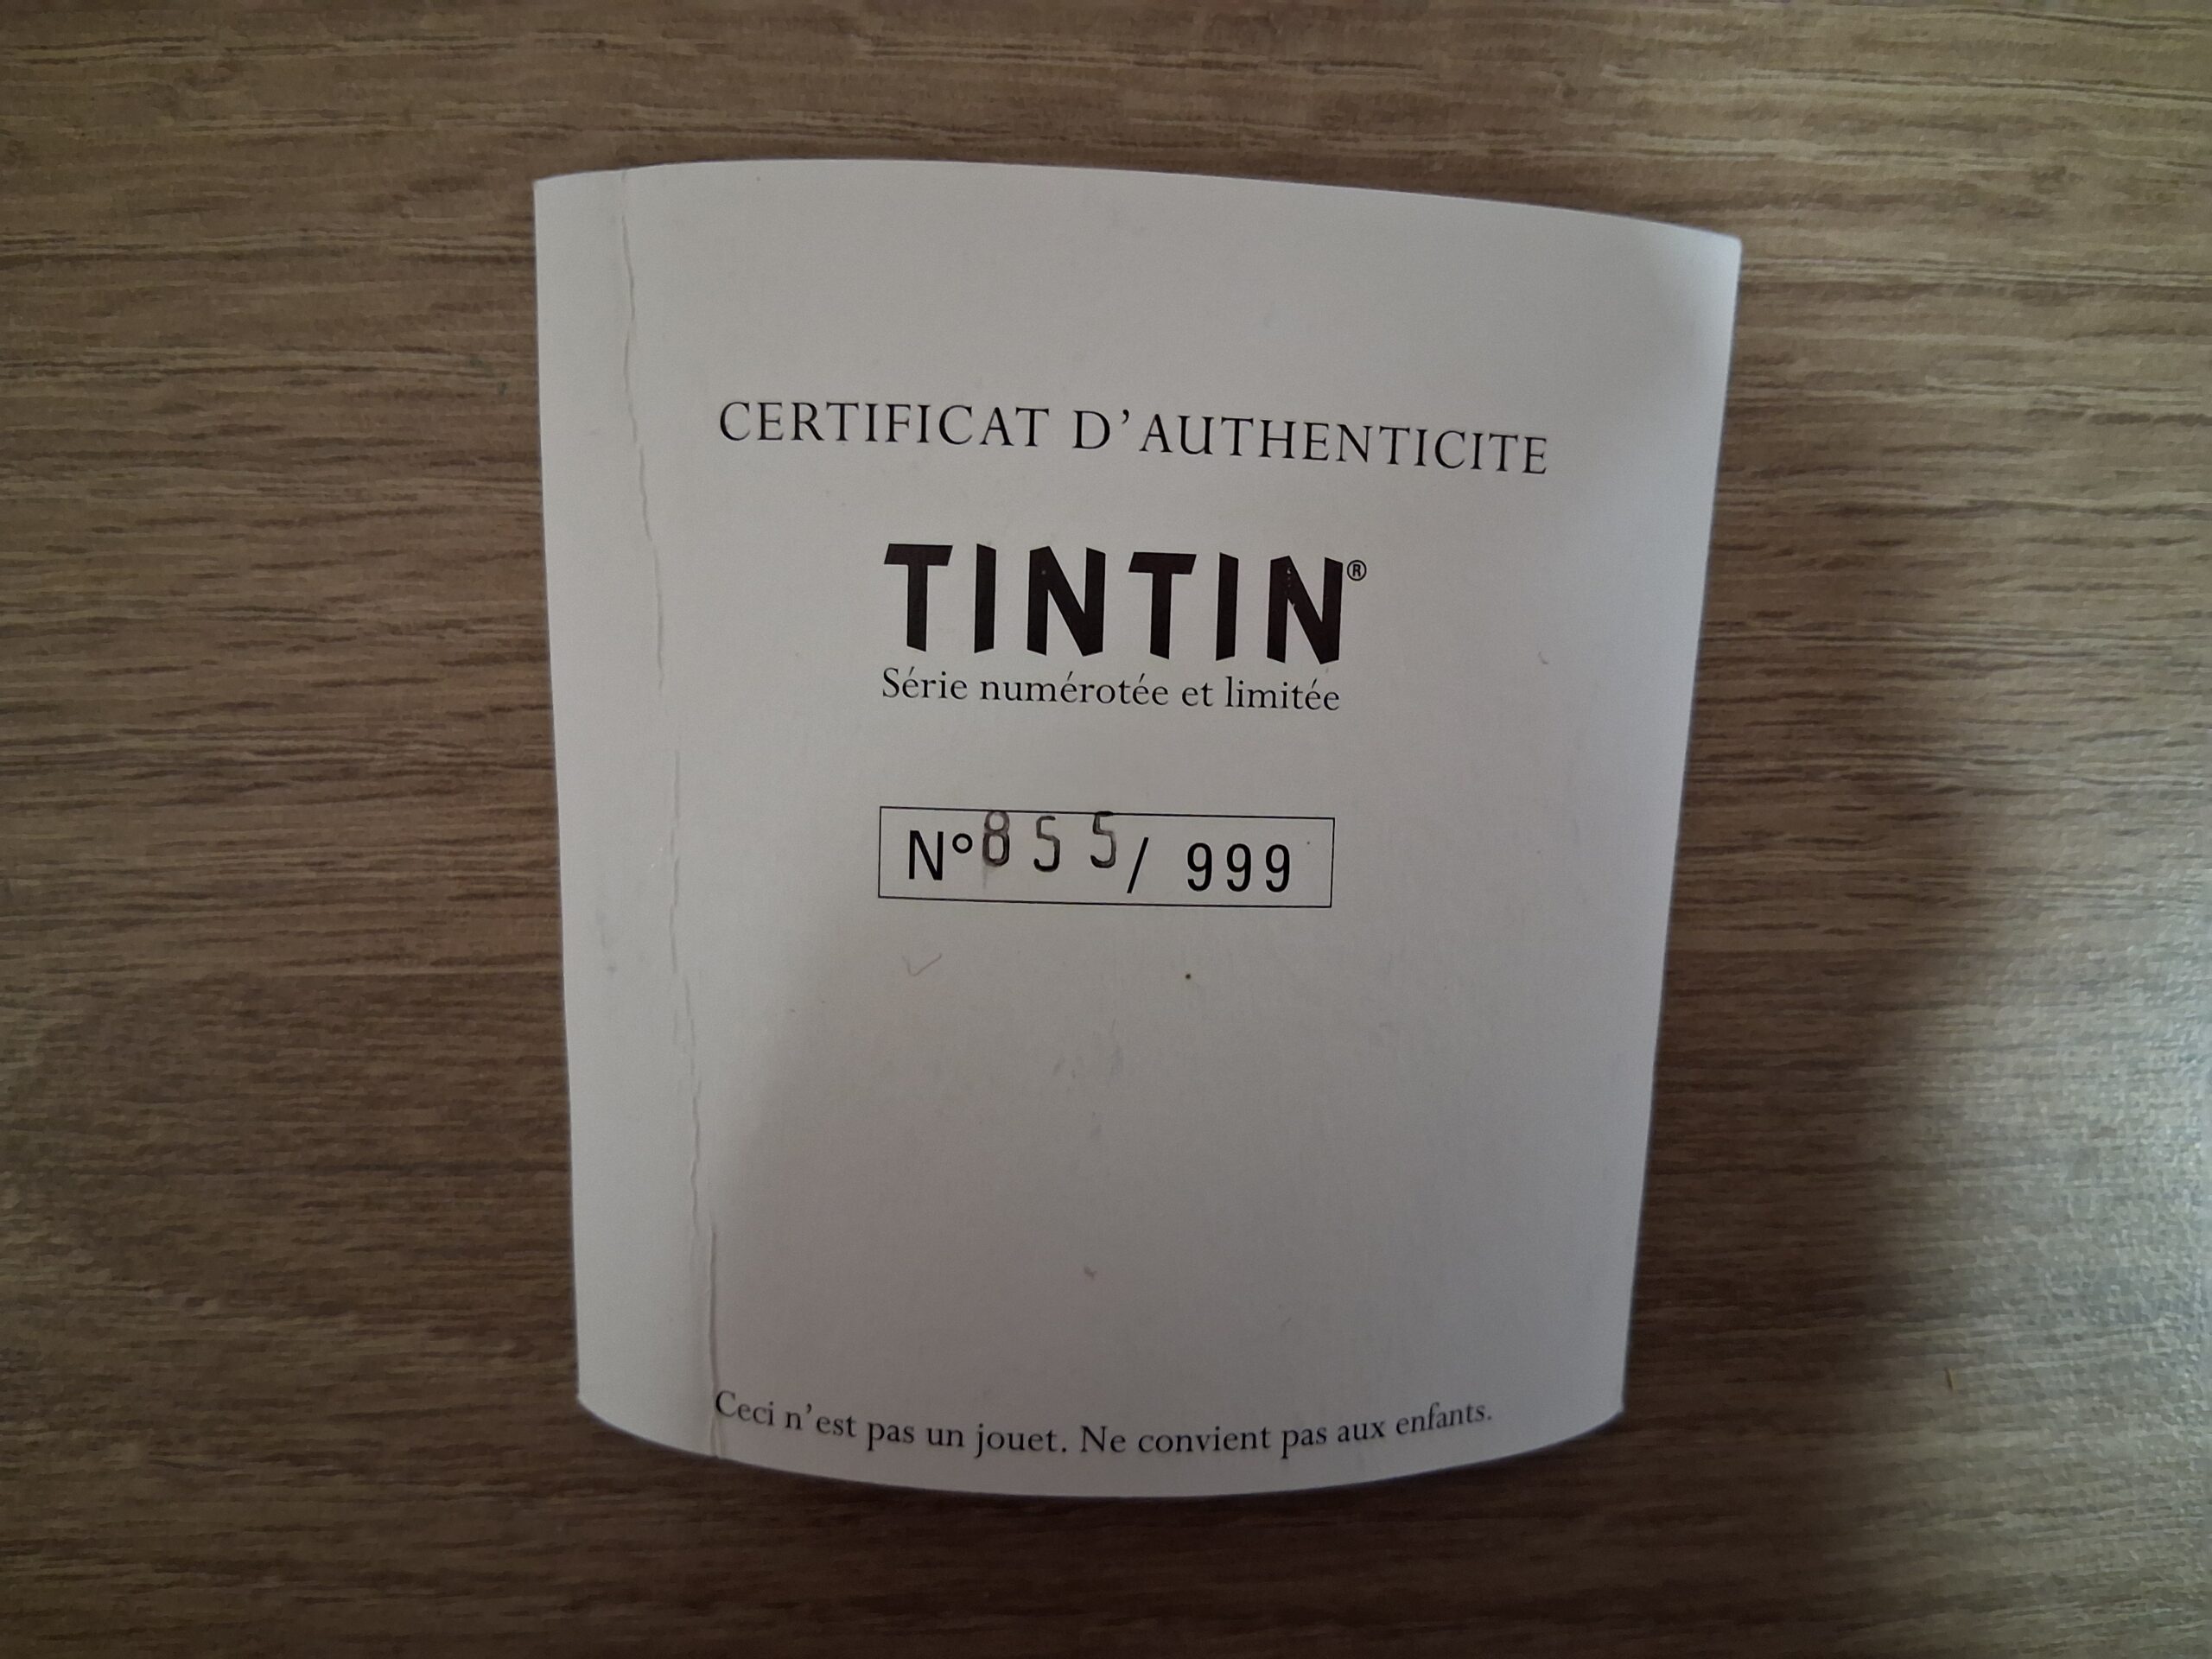 CERTIFICAT D'AUTHENTICITE
TINTIN®
Série numérotée et limitée
N° 855 / 999
Ceci n'est pas un jouet. Ne convient pas aux enfants.